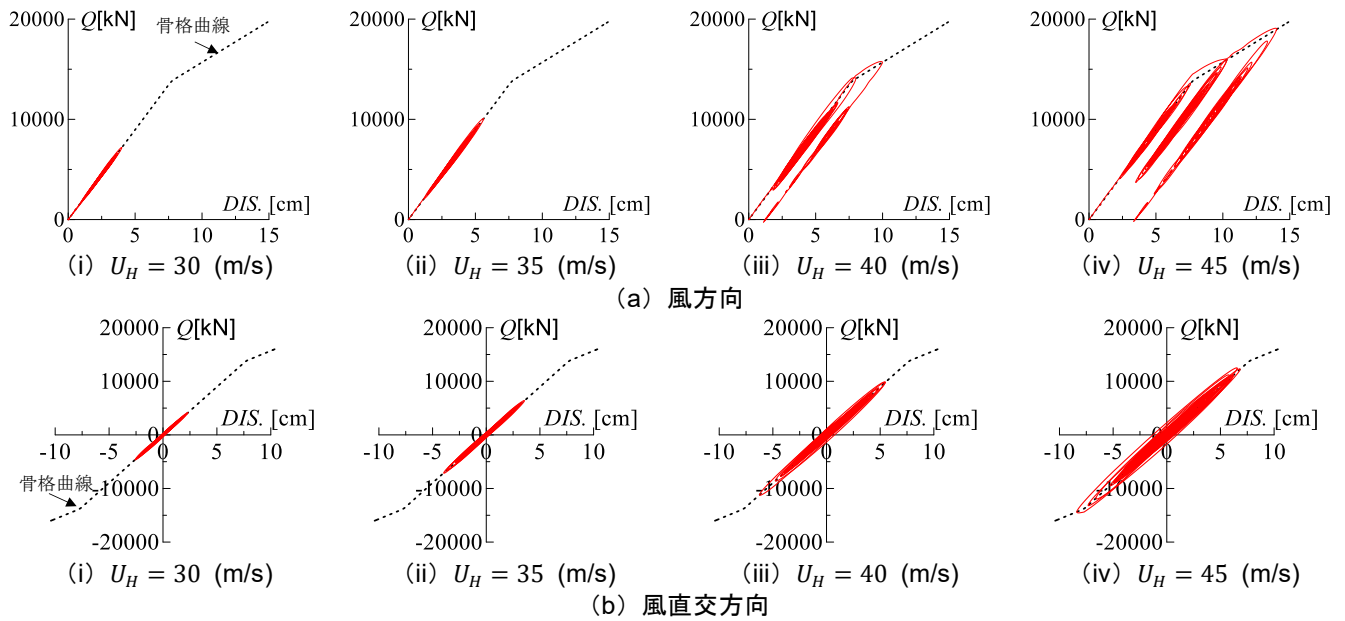 20000 Q[kN] 20000 Q[kN] 20000 Q[kN] 20000 Q[kN]
骨格曲線
10000 10000 10000 10000
DIS. [cm] DIS. [cm] DIS. [cm] DIS. [cm]
0 0 0 0
0 5 10 15 0 5 10 15 0 5 10 15 0 5 10 15
(i) U_H = 30 (m/s) (ii) U_H = 35 (m/s) (iii) U_H = 40 (m/s) (iv) U_H = 45 (m/s)
(a) 風方向
20000 Q[kN] 20000 Q[kN] 20000 Q[kN] 20000 Q[kN]
10000 10000 10000 10000
DIS. [cm] DIS. [cm] DIS. [cm] DIS. [cm]
0 0 0 0
-10 -5 0 5 10 -10 -5 0 5 10 -10 -5 0 5 10 -10 -5 0 5 10
骨格曲線
-10000 -10000 -10000 -10000
-20000 -20000 -20000 -20000
(i) U_H = 30 (m/s) (ii) U_H = 35 (m/s) (iii) U_H = 40 (m/s) (iv) U_H = 45 (m/s)
(b) 風直交方向